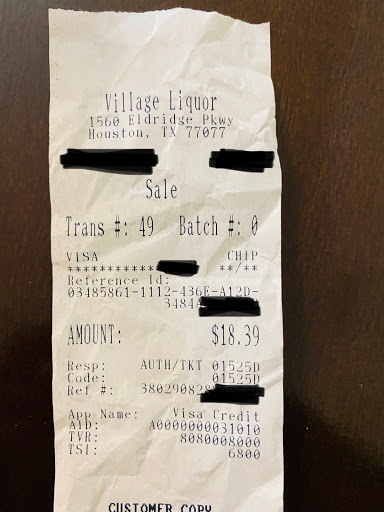 Village Liquor
1560 Eldridge Pkwy
Houston, TX 77077
Sale
Trans #: 49 Batch #: 0
VISA CHIP
************ **/**
Reference Id:
03485861-1112-436E-A12D-
3484A
AMOUNT: $18.39
Resp: AUTH/TKT 01525D
Code: 01525D
Ref #: 380290828
App Name: Visa Credit
AID: A0000000031010
TVR: 8080008000
TSI: 6800
CUSTOMER COPY